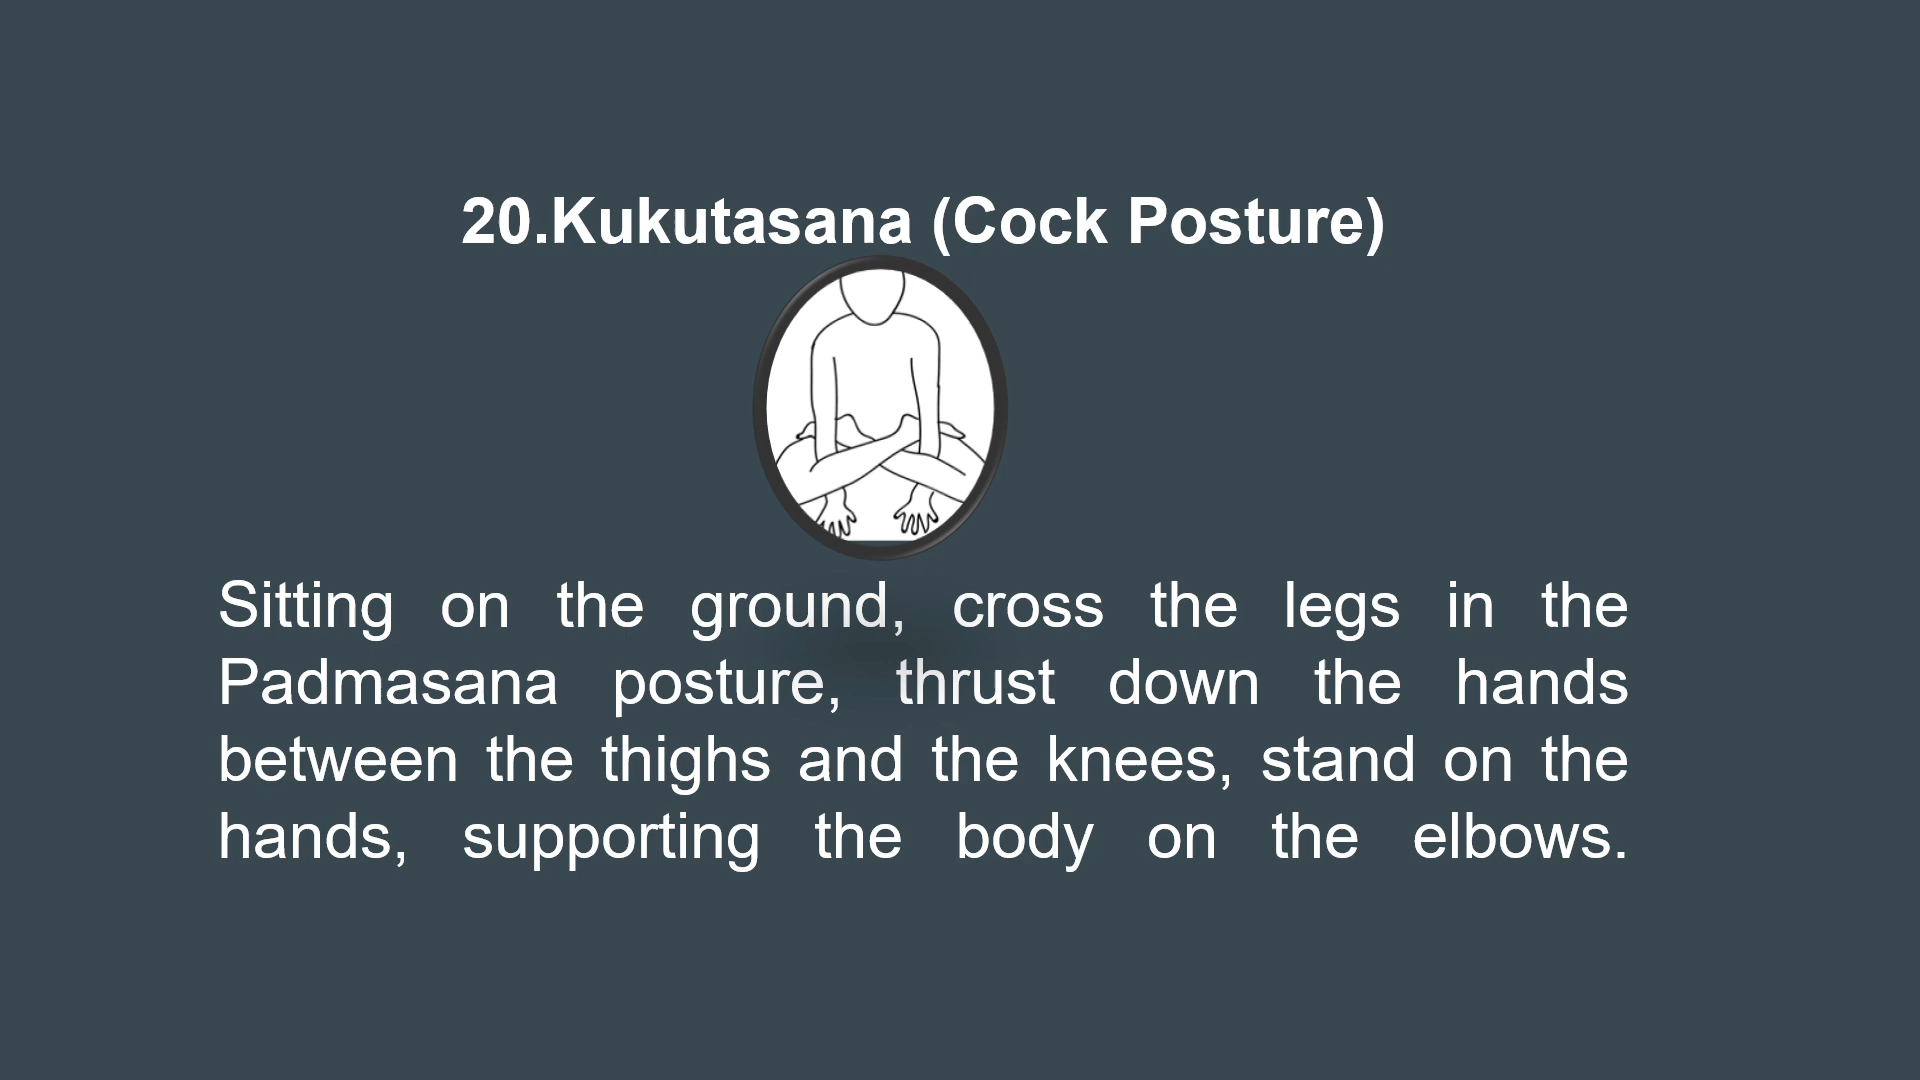 20.Kukutasana (Cock Posture)
Sitting on the ground, cross the legs in the
Padmasana posture, thrust down the hands
between the thighs and the knees, stand on the
hands, supporting the body on the elbows.